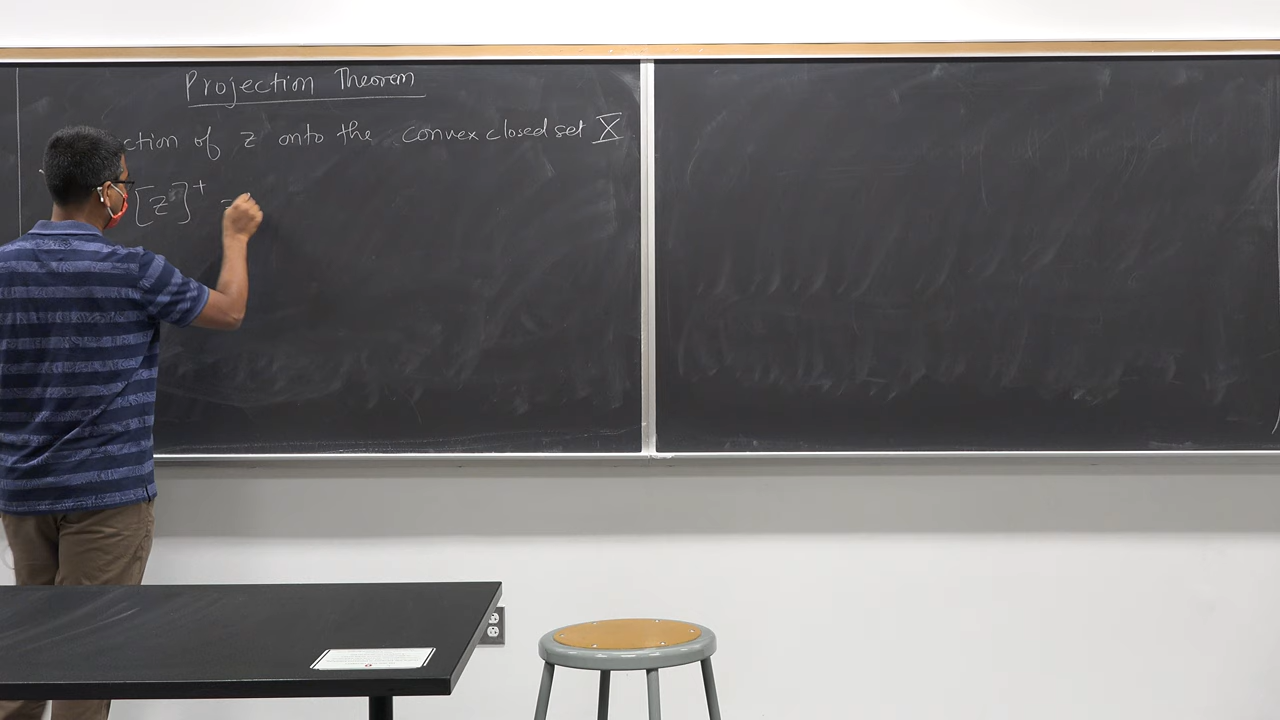 Projection Theorem
ction of z onto the convex closed set X
[z]⁺ =